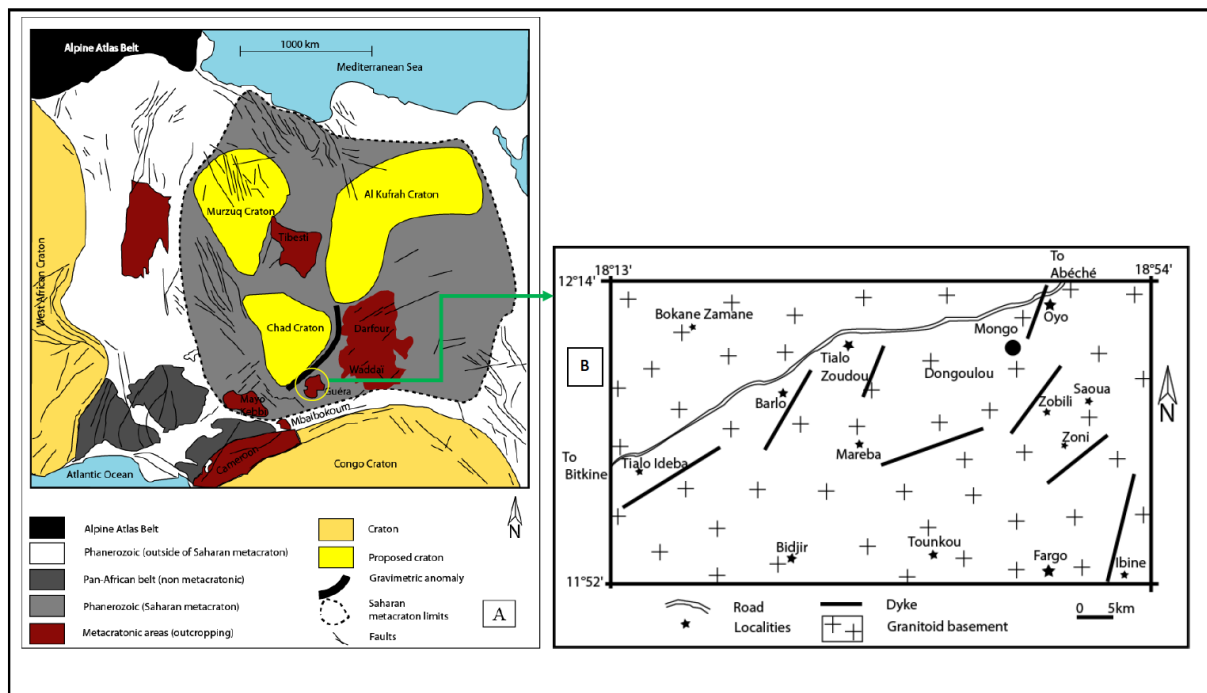 Alpine Atlas Belt
1000 km
Mediterranean Sea
Al Kufrah Craton
Murzuq Craton
Tibesti
West African Craton
Chad Craton
Darfour
Waddaï
Guéra
Mayo
Kebbi
Mbaïbokoum
Cameroon
Congo Craton
Atlantic Ocean
N
Alpine Atlas Belt
Phanerozoic (outside of Saharan metacraton)
Pan-African belt (non metacratonic)
Phanerozoic (Saharan metacraton)
Metacratonic areas (outcropping)
Craton
Proposed craton
Gravimetric anomaly
Saharan
metacraton limits
Faults
A
B
To
Abéché
18°13'
18°54'
12°14'
Bokane Zamane
Oyo
Mongo
Tialo
Zoudou
Dongoulou
Barlo
Saoua
Zobili
Zoni
Mareba
To
Bitkine
Tialo Ideba
Bidjir
Tounkou
Fargo
Ibine
11°52'
N
Road
Localities
Dyke
Granitoid basement
0 5km